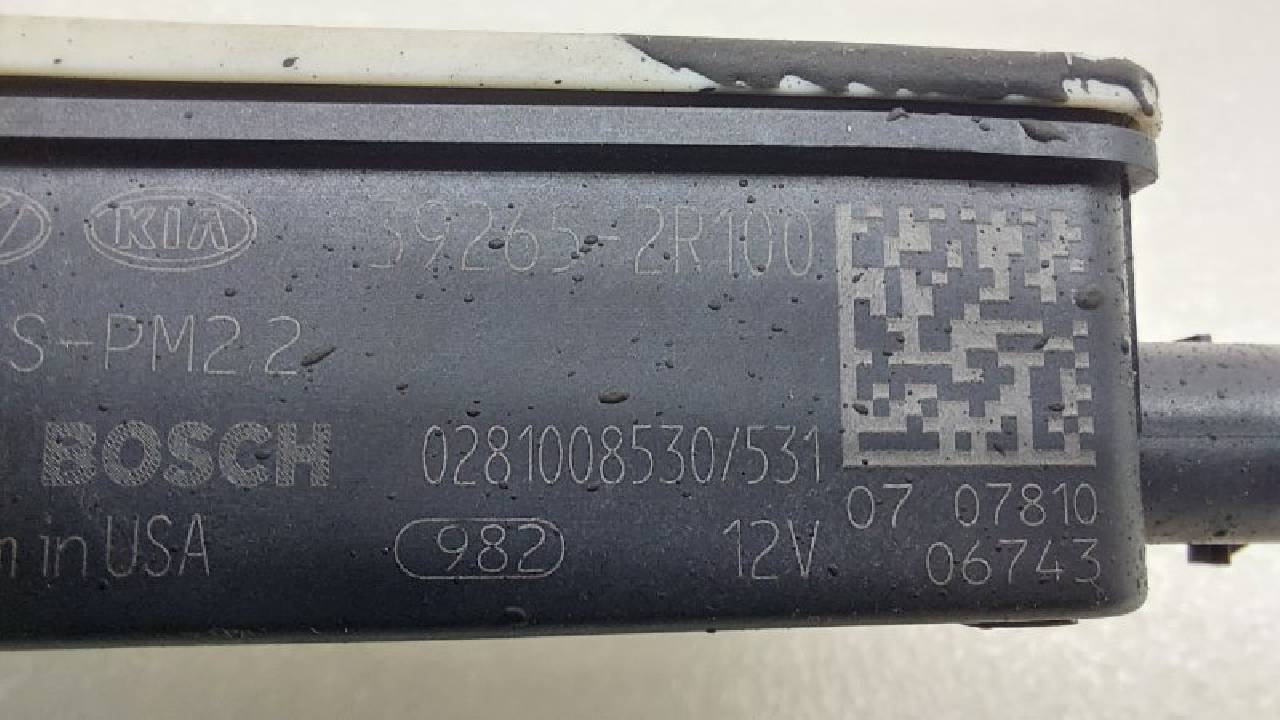 KIA 39265-2R100
S-PM2.2
BOSCH 0281008530/531
in USA 982 12V
07 07810
06743